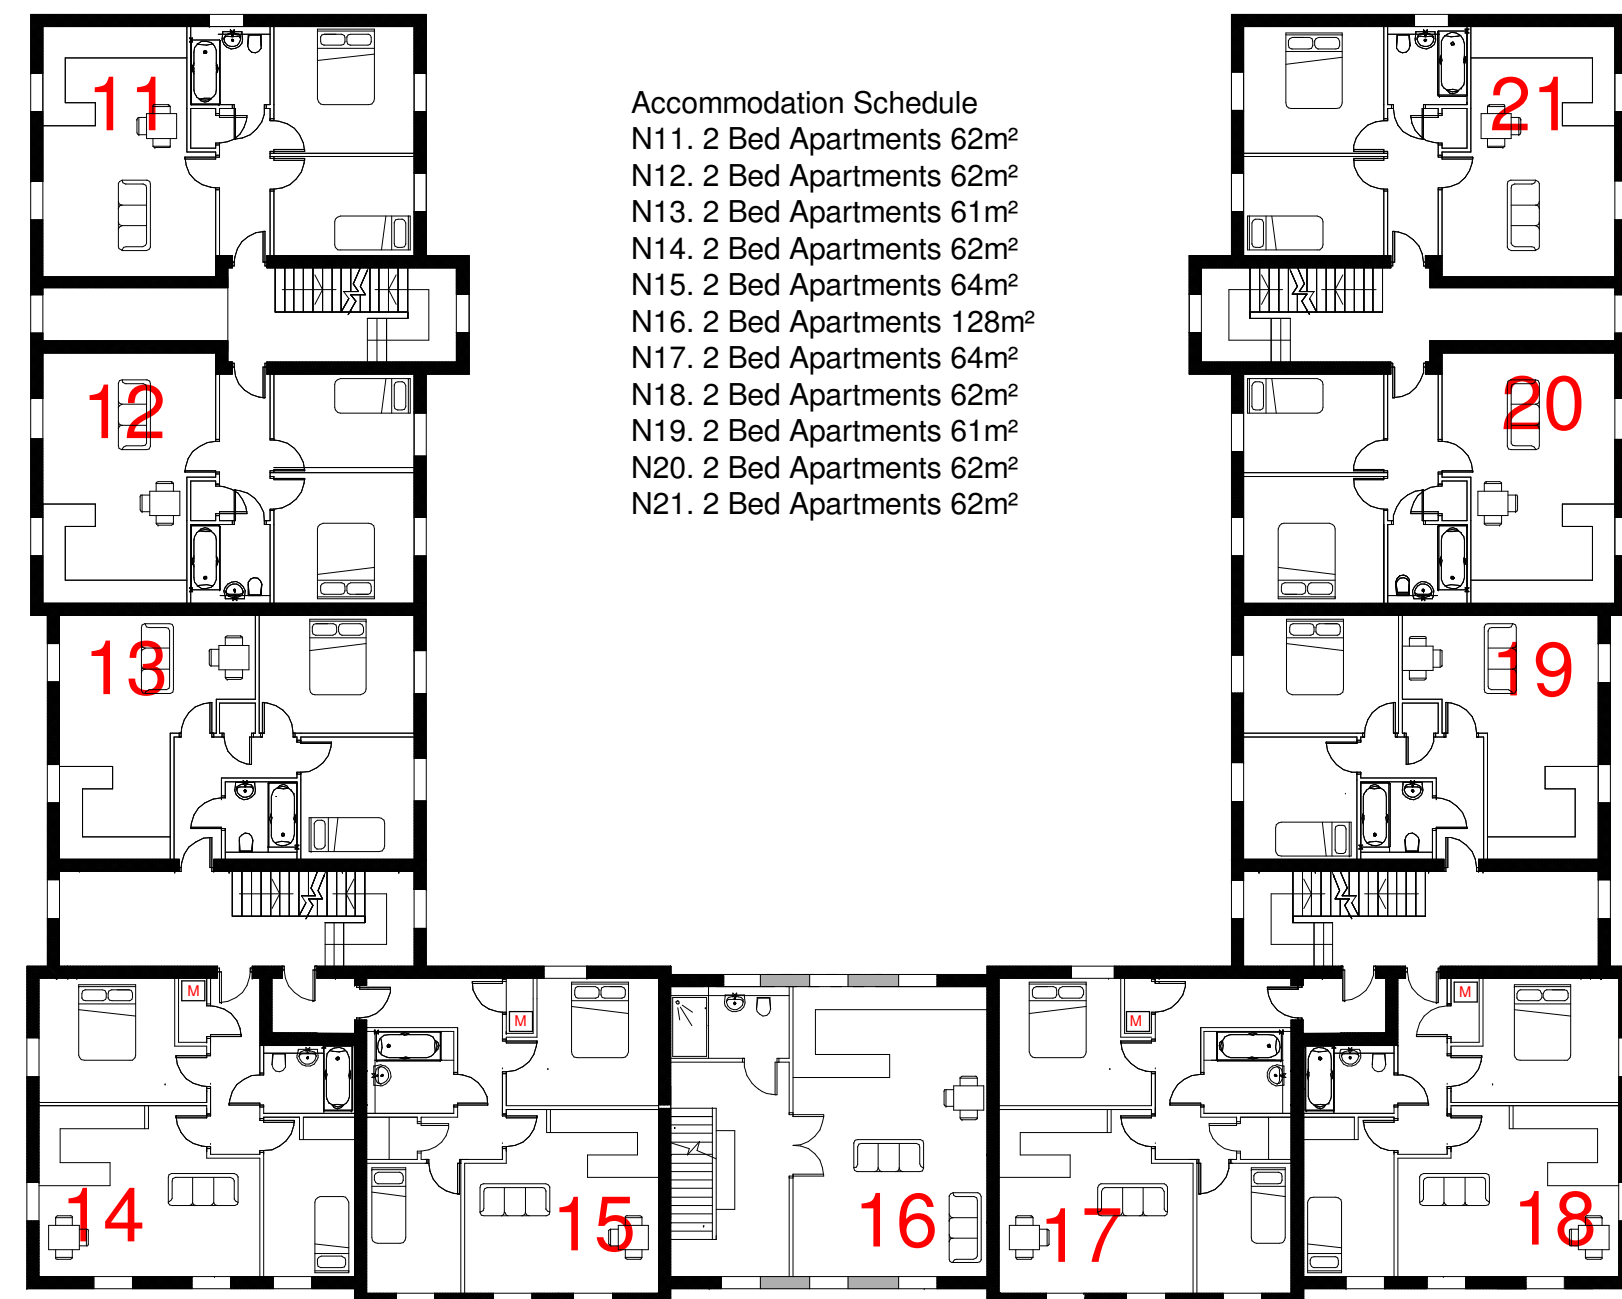 11
21
Accommodation Schedule
N11. 2 Bed Apartments 62m²
N12. 2 Bed Apartments 62m²
N13. 2 Bed Apartments 61m²
N14. 2 Bed Apartments 62m²
N15. 2 Bed Apartments 64m²
N16. 2 Bed Apartments 128m²
N17. 2 Bed Apartments 64m²
N18. 2 Bed Apartments 62m²
N19. 2 Bed Apartments 61m²
N20. 2 Bed Apartments 62m²
N21. 2 Bed Apartments 62m²
12
20
13
19
M
M
M
M
14
15
16
17
18